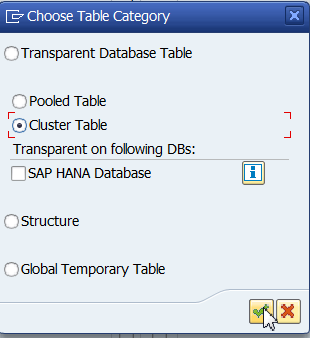 Choose Table Category
Transparent Database Table
Pooled Table
Cluster Table
Transparent on following DBs:
SAP HANA Database
Structure
Global Temporary Table